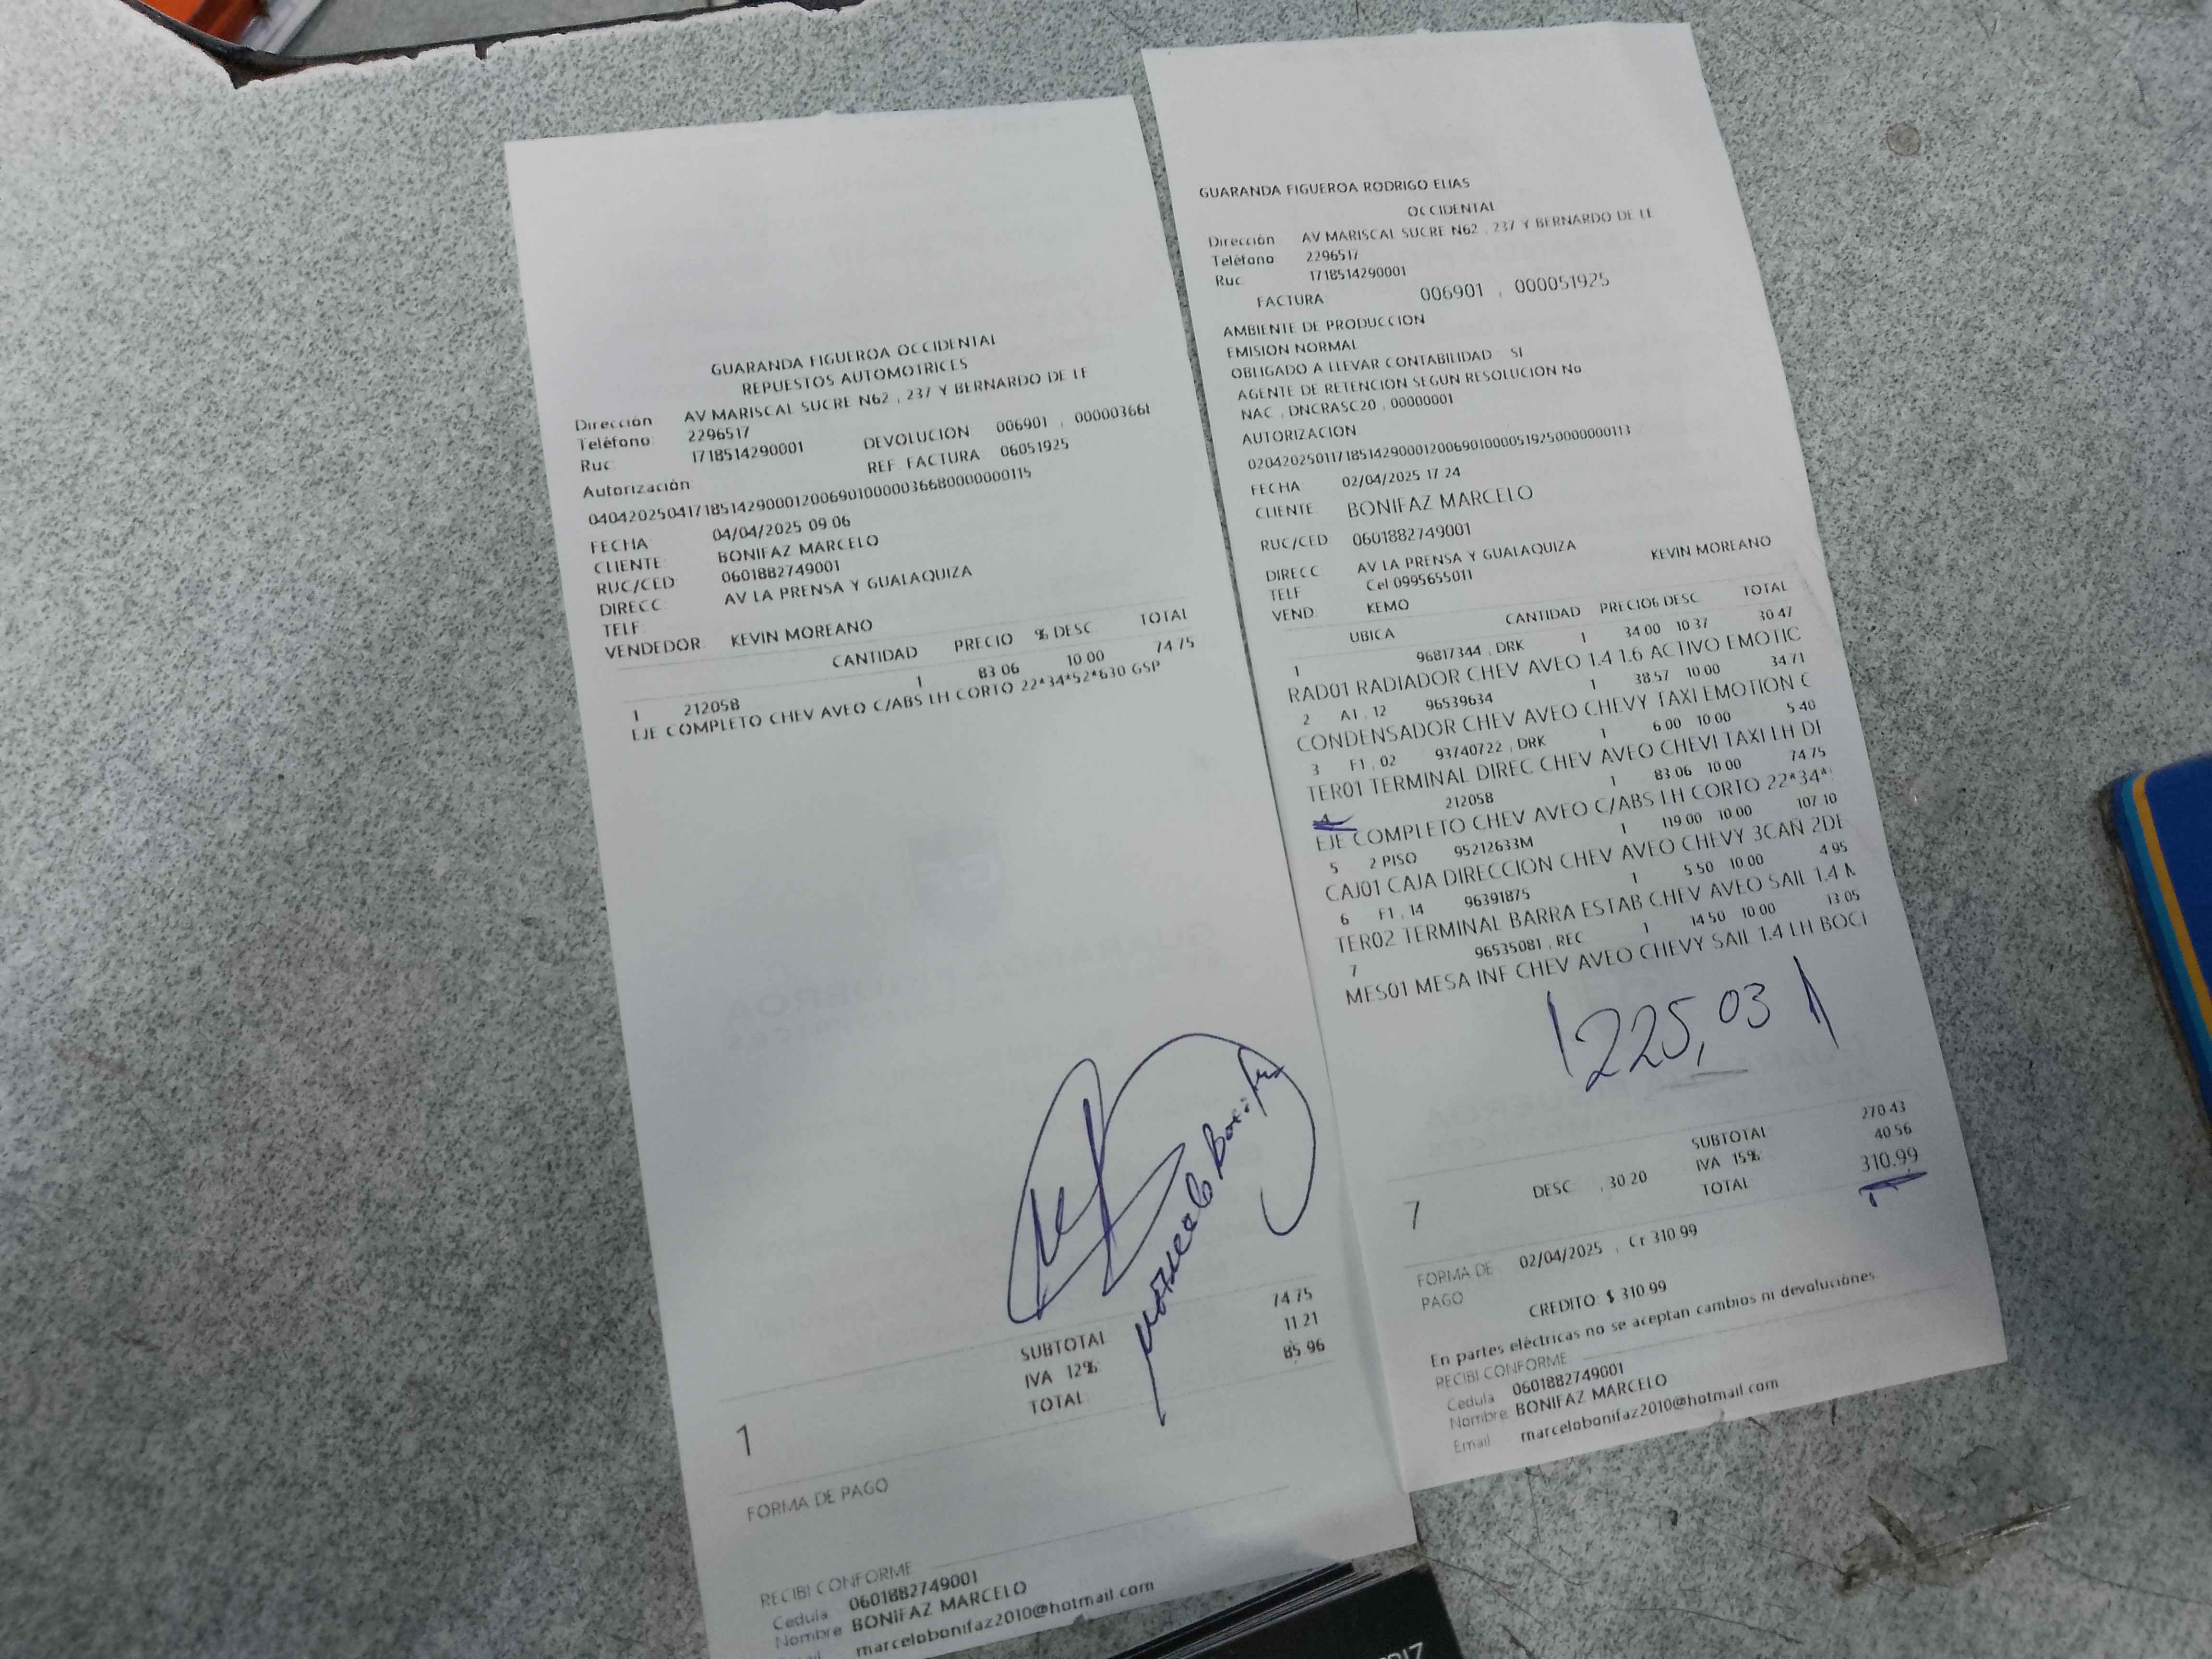 GUARANDA FIGUEROA OCCIDENTAL
REPUESTOS AUTOMOTRICES
Dirección AV MARISCAL SUCRE N62 , 237 Y BERNARDO DE LE
Teléfono: 2296517
Ruc: 1718514290001 DEVOLUCION: 006901 ,
REF. FACTURA: 06051925
Autorización
0404202504171851429000120069010000036680000000115
FECHA: 04/04/2025 09:06
CLIENTE: BONIFAZ MARCELO
RUC/CED: 0601882749001
DIRECC: AV LA PRENSA Y GUALAQUIZA
TELF:
VENDEDOR: KEVIN MOREANO
CANTIDAD PRECIO % DESC. TOTAL
1 212058 1 83.06 10.00 74.75
EJE COMPLETO CHEV AVEO C/ABS LH CORTO 22*34*52*630 GSP
Marcelo Bonifaz
SUBTOTAL 74.75
IVA 12%: 11.21
TOTAL 85.96
1
FORMA DE PAGO
RECIBI CONFORME
Cedula 0601882749001
Nombre BONIFAZ MARCELO
marcelobonifaz2010@hotmail.com
GUARANDA FIGUEROA RODRIGO ELIAS
OCCIDENTAL
Dirección AV MARISCAL SUCRE N62 , 237 Y BERNARDO DE LE
Teléfono 2296517
Ruc: 1718514290001
FACTURA: 006901 , 000051925
AMBIENTE DE PRODUCCION
EMISION NORMAL
OBLIGADO A LLEVAR CONTABILIDAD : SI
AGENTE DE RETENCION SEGUN RESOLUCION No
NAC , DNCRASC20 , 00000001
AUTORIZACION:
0204202501171851429000120069010000519250000000113
FECHA: 02/04/2025 17:24
CLIENTE: BONIFAZ MARCELO
RUC/CED: 0601882749001
DIRECC: AV LA PRENSA Y GUALAQUIZA
TELF: Cel 0995655011 KEVIN MOREANO
VEND: KEMO
UBICA CANTIDAD PRECIO% DESC TOTAL
1 96817344 , DRK 1 34.00 10.37 30.47
RAD01 RADIADOR CHEV AVEO 1.4 1.6 ACTIVO EMOTIC
2 A1 , 12 96539634 1 38.57 10.00 34.71
CONDENSADOR CHEV AVEO CHEVY TAXI EMOTION C
3 F1 , 02 93740722 , DRK 1 6.00 10.00 5.40
TER01 TERMINAL DIREC CHEV AVEO CHEVI TAXI LH DI
212058 1 83.06 10.00 74.75
EJE COMPLETO CHEV AVEO C/ABS LH CORTO 22*34*
5 2 PISO 95212633M 1 119.00 10.00 107.10
CAJ01 CAJA DIRECCION CHEV AVEO CHEVY 3CAÑ 2DE
6 F1 , 14 96391875 1 5.50 10.00 4.95
TER02 TERMINAL BARRA ESTAB CHEV AVEO SAIL 1.4 M
7 96535081 , REC 1 14.50 10.00 13.05
MES01 MESA INF CHEV AVEO CHEVY SAIL 1.4 LH BOCI
225,03
SUBTOTAL: 270.43
7 DESC , 30.20 IVA 15%: 40.56
TOTAL 310.99
FORMA DE PAGO 02/04/2025 , Cr 310.99
CREDITO: $ 310.99
En partes eléctricas no se aceptan cambios ni devoluciónes
RECIBI CONFORME
Cedula 0601882749001
Nombre BONIFAZ MARCELO
Email marcelobonifaz2010@hotmail.com